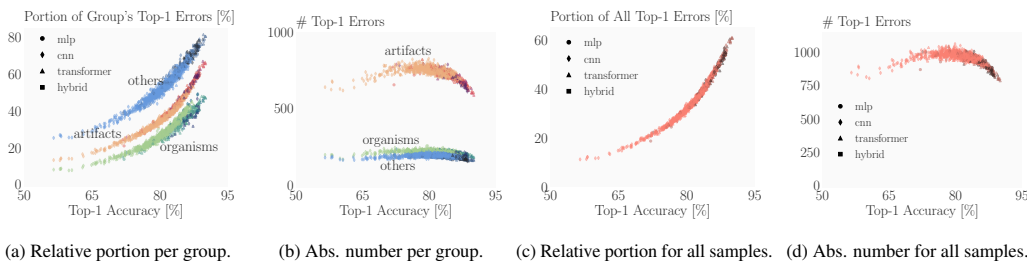 Portion of Group's Top-1 Errors [%]
80
60
40
20
0
mlp
cnn
transformer
hybrid
others
artifacts
organisms
50 65 80 95
Top-1 Accuracy [%]
(a) Relative portion per group.
# Top-1 Errors
1000
500
0
artifacts
organisms
others
50 65 80 95
Top-1 Accuracy [%]
(b) Abs. number per group.
Portion of All Top-1 Errors [%]
60
40
20
0
mlp
cnn
transformer
hybrid
50 65 80 95
Top-1 Accuracy [%]
(c) Relative portion for all samples.
# Top-1 Errors
1000
750
500
250
0
mlp
cnn
transformer
hybrid
50 65 80 95
Top-1 Accuracy [%]
(d) Abs. number for all samples.